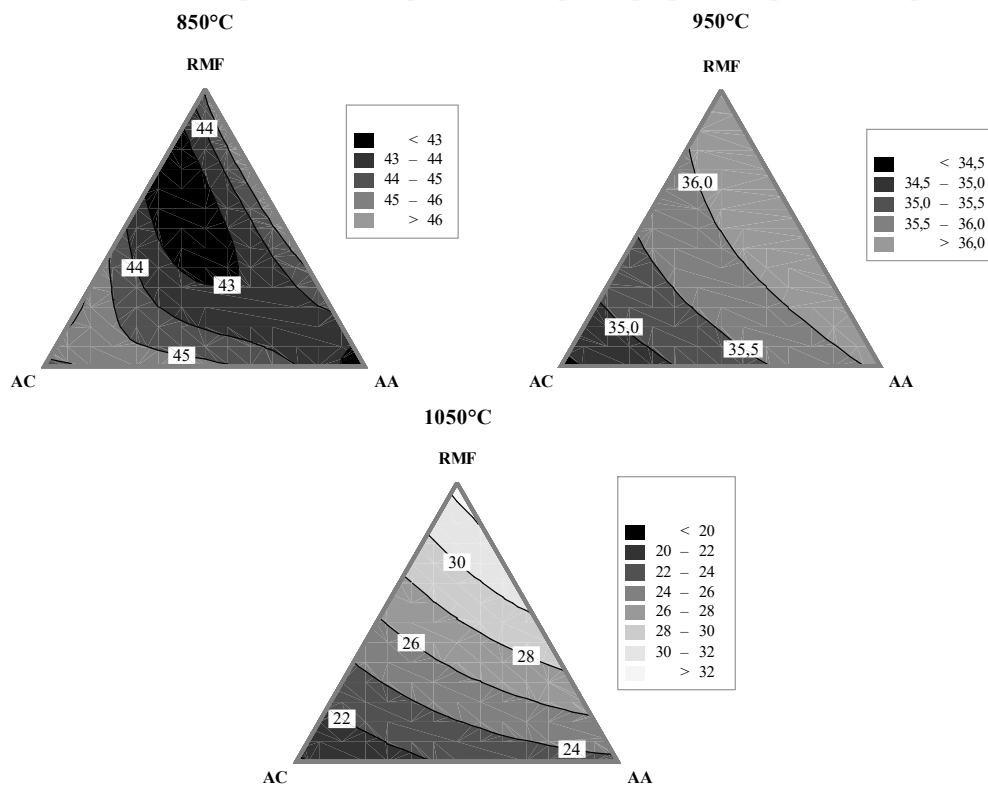 850°C
RMF
44
44
43
45
AC
AA
< 43
43 – 44
44 – 45
45 – 46
> 46
950°C
RMF
36,0
35,0
35,5
AC
AA
< 34,5
34,5 – 35,0
35,0 – 35,5
35,5 – 36,0
> 36,0
1050°C
RMF
30
26
28
22
24
AC
AA
< 20
20 – 22
22 – 24
24 – 26
26 – 28
28 – 30
30 – 32
> 32